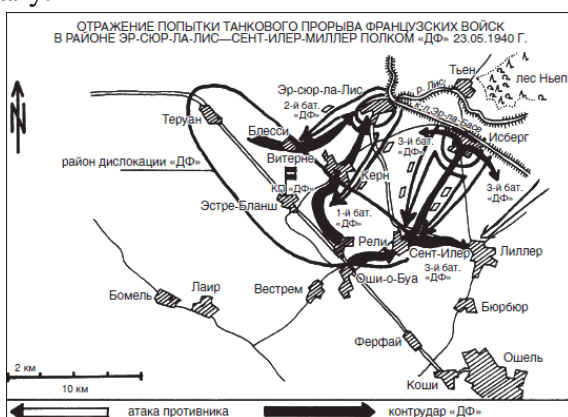 ОТРАЖЕНИЕ ПОПЫТКИ ТАНКОВОГО ПРОРЫВА ФРАНЦУЗСКИХ ВОЙСК
В РАЙОНЕ ЭР-СЮР-ЛА-ЛИС—СЕНТ-ИЛЕР-МИЛЛЕР ПОЛКОМ «ДФ» 23.05.1940 Г.
N
Тьен
лес Ньеп
Эр-сюр-ла-Лис
р. Лис
к-л Эр-ла-Басе
2-й бат.
«ДФ»
Теруан
Блесси
Исберг
Витерне
3-й бат.
«ДФ»
район дислокации «ДФ»
Керн
3-й бат.
«ДФ»
КП «ДФ»
Эстре-Бланш
1-й бат.
«ДФ»
Рели
Сент-Илер
Лиллер
3-й бат.
«ДФ»
Оши-о-Буа
Бомель
Лаир
Вестрем
Бюрбюр
Ферфай
Ошель
Коши
2 км
10 км
атака противника
контрудар «ДФ»